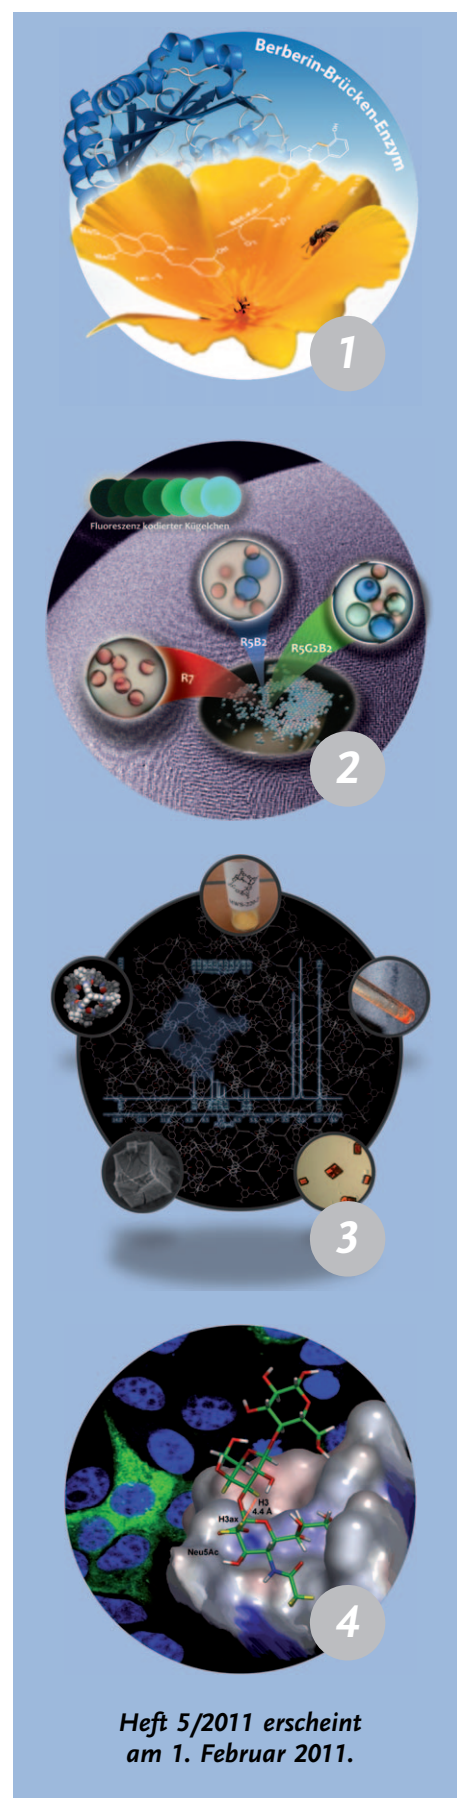 Berberin-Brücken-Enzym
OH
1
Fluoreszenz kodierter Kügelchen
R5B2
R5G2B2
R7
2
3
H3
4.4 A
H3ax
Neu5Ac
4
Heft 5/2011 erscheint
am 1. Februar 2011.